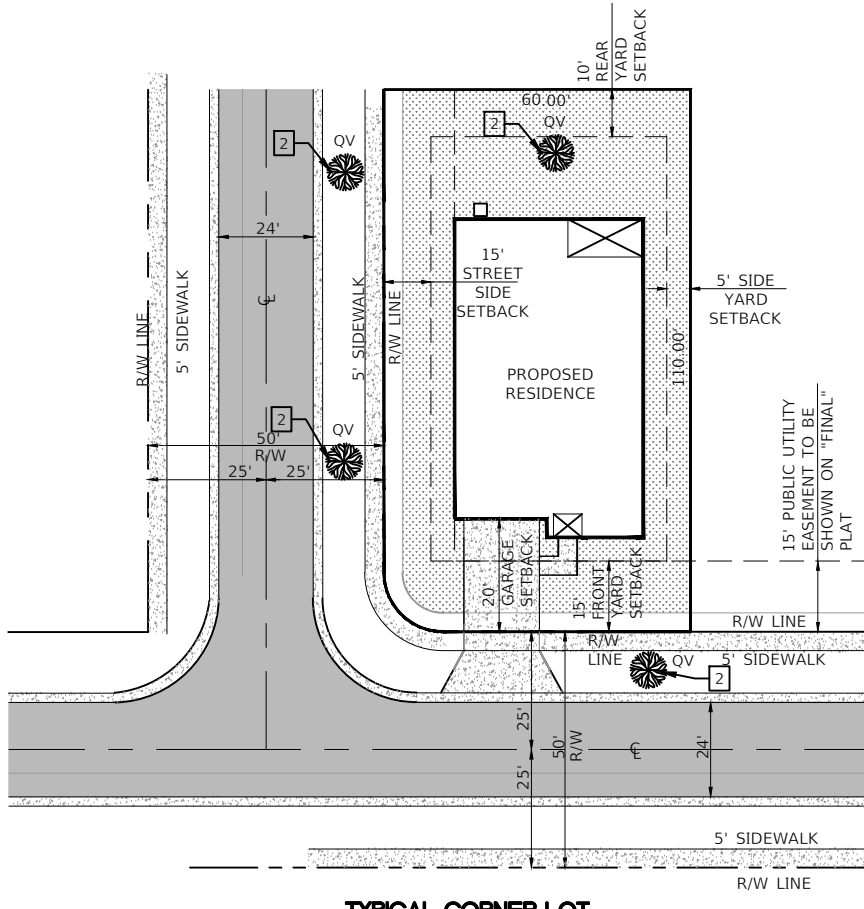 10'
REAR
YARD
SETBACK
60.00'
2
QV
2
QV
24'
15'
STREET
SIDE
SETBACK
5' SIDE
YARD
SETBACK
R/W LINE
5' SIDEWALK
℄
5' SIDEWALK
R/W LINE
110.00'
PROPOSED
RESIDENCE
2
QV
50'
R/W
25'
25'
15' PUBLIC UTILITY
EASEMENT TO BE
SHOWN ON "FINAL"
PLAT
20'
GARAGE
SETBACK
15'
FRONT
YARD
SETBACK
R/W LINE
R/W
LINE
QV
5' SIDEWALK
2
25'
50'
R/W
℄
24'
25'
5' SIDEWALK
R/W LINE
TYPICAL CORNER LOT